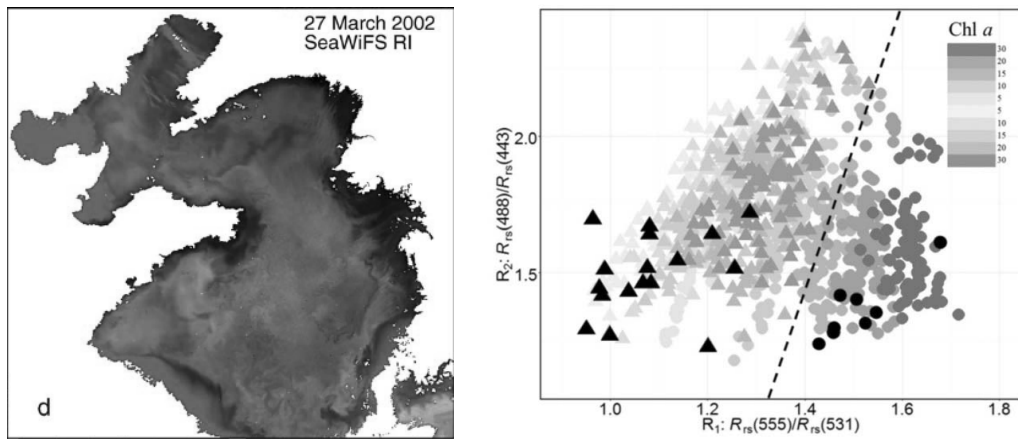 27 March 2002
SeaWiFS RI
d
Chl a
30
20
15
10
5
5
10
15
20
30
2.0
1.5
R₂: Rrs(488)/Rrs(443)
1.0
1.2
1.4
1.6
1.8
R₁: Rrs(555)/Rrs(531)